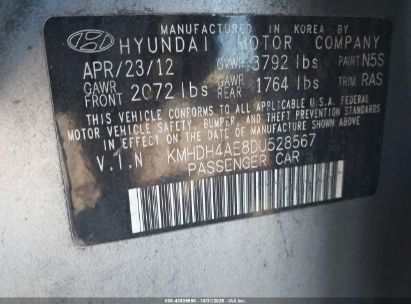 MANUFACTURED IN KOREA BY
HYUNDAI MOTOR COMPANY
APR/23/12 GVWR 3792 lbs PAINT N5S
GAWR FRONT 2072 lbs GAWR REAR 1764 lbs TRIM RAS
THIS VEHICLE CONFORMS TO ALL APPLICABLE U.S. FEDERAL
MOTOR VEHICLE SAFETY, BUMPER, AND THEFT PREVENTION STANDARDS
IN EFFECT ON THE DATE OF MANUFACTURE SHOWN ABOVE.
V.I.N KMHDH4AE8DU528567
PASSENGER CAR